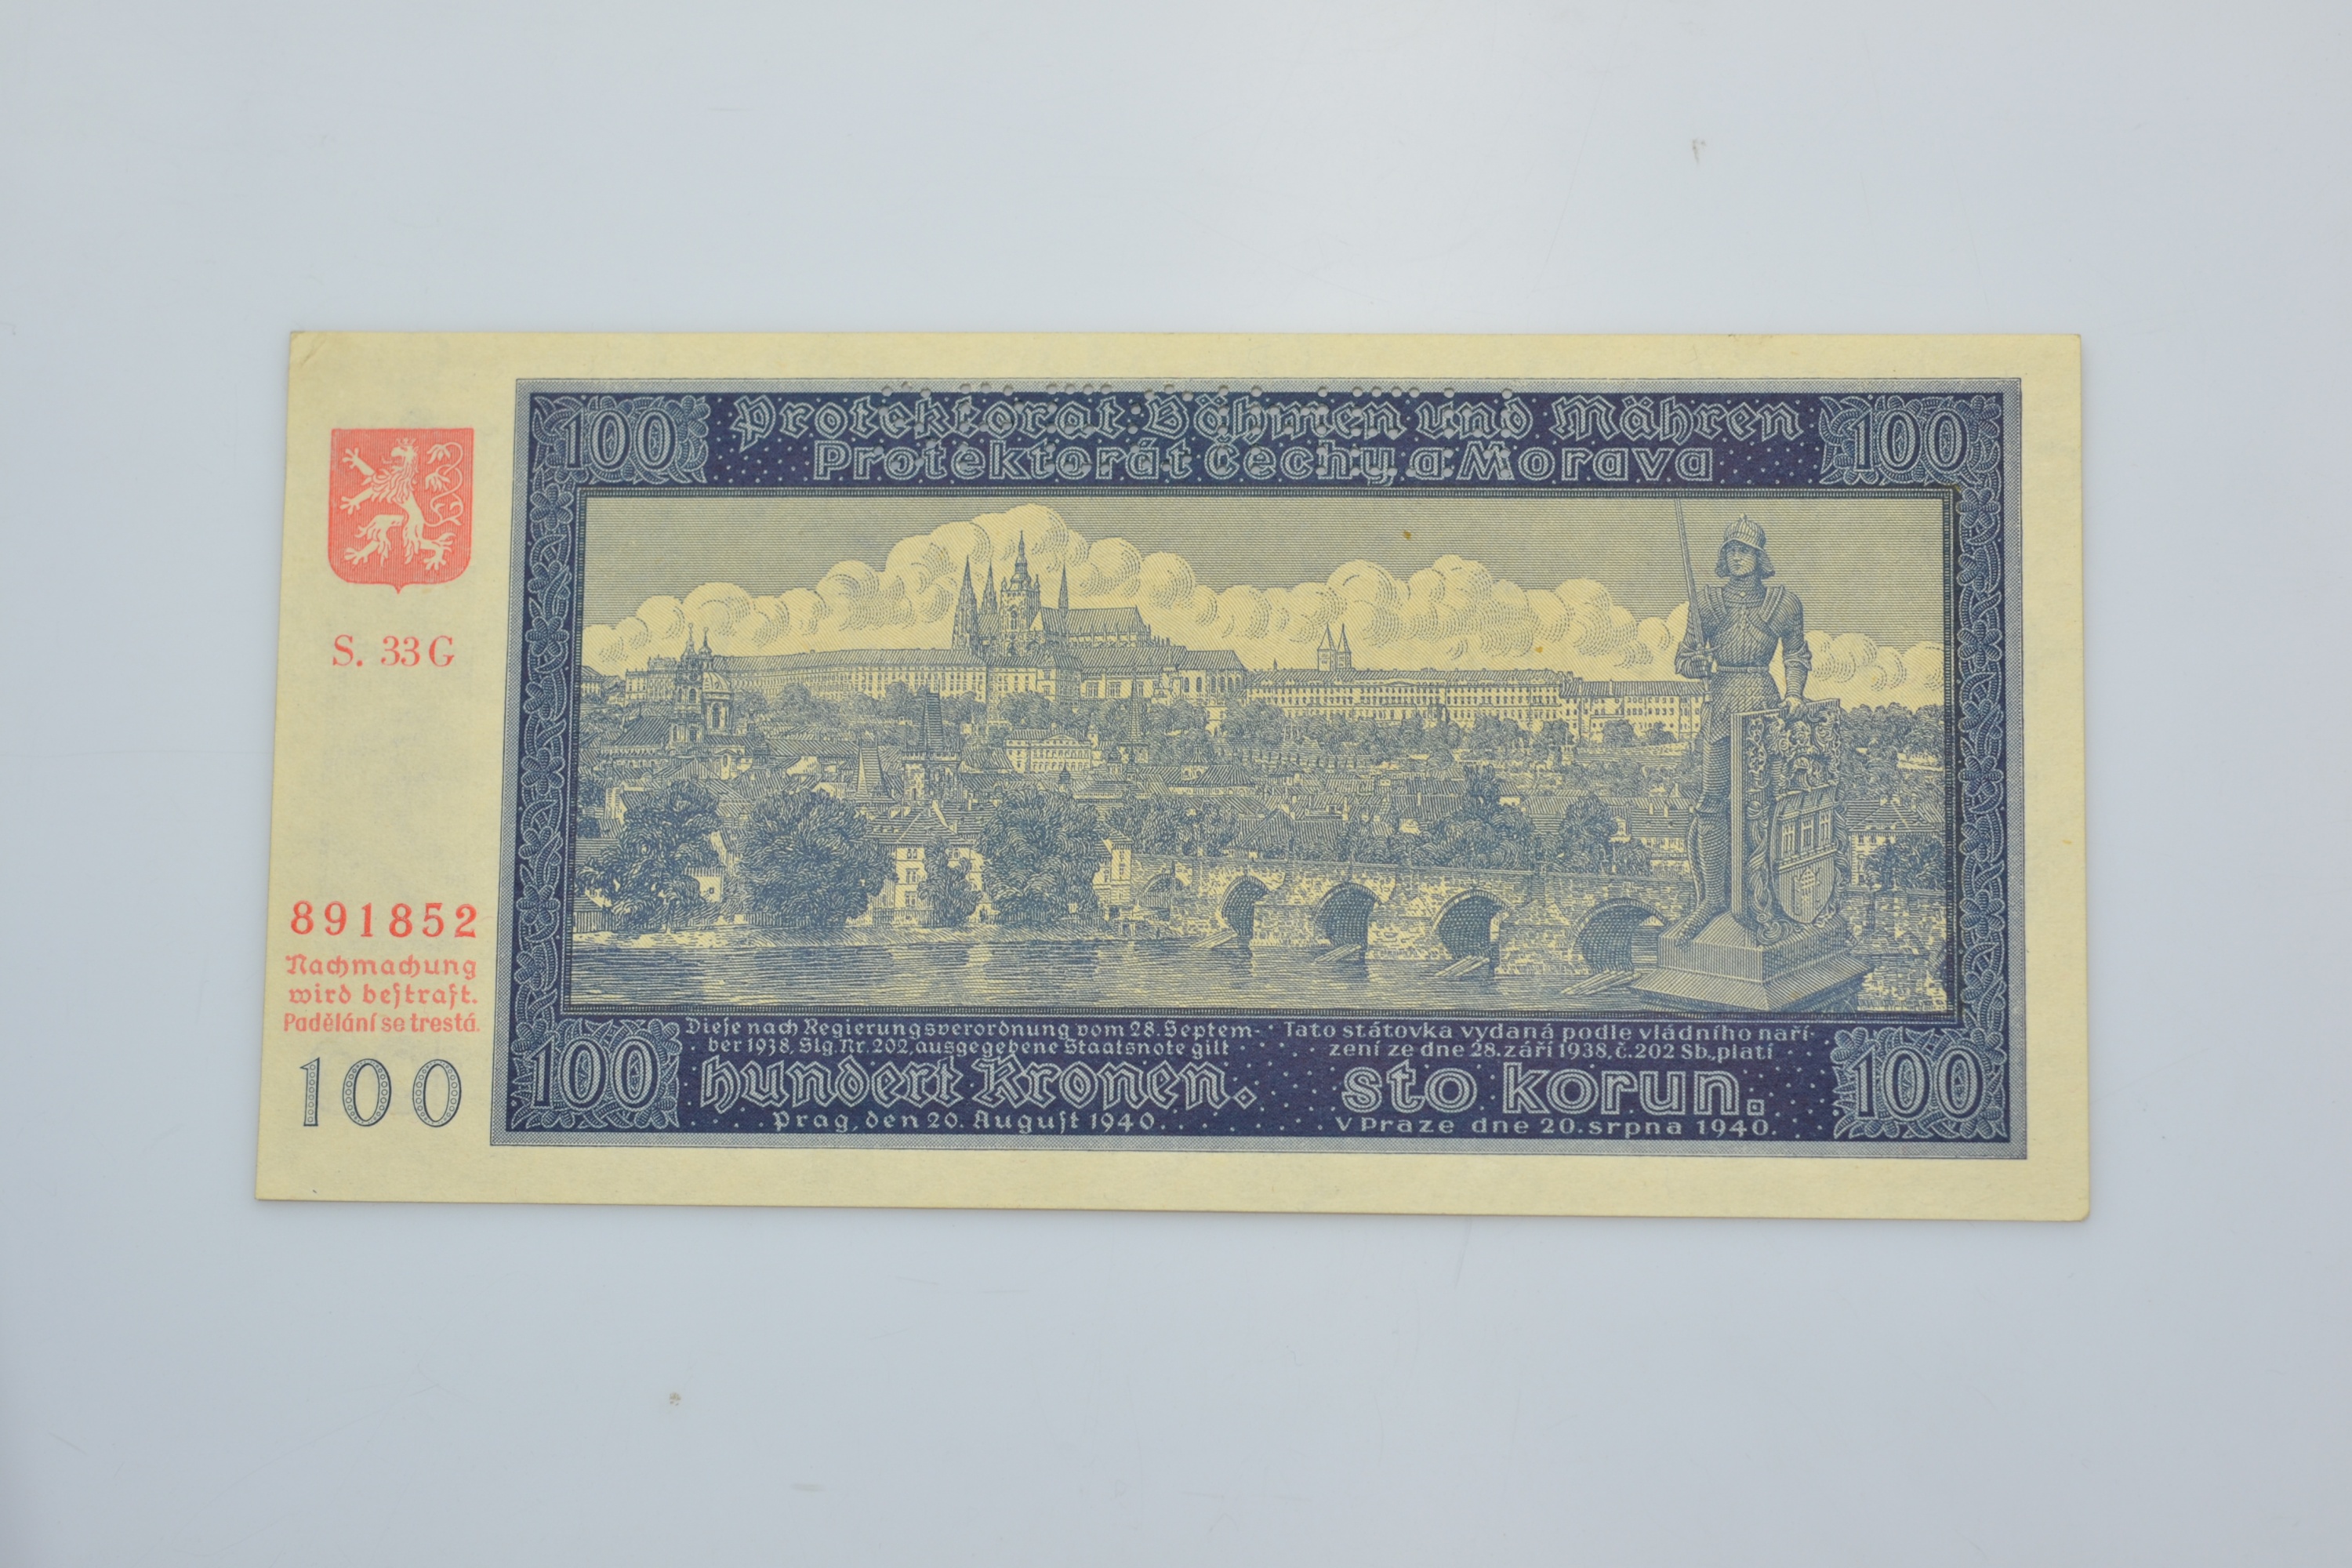 100
Protektorat Böhmen und Mähren
Protektorát Čechy a Morava
100
S. 33 G
891852
Nachmachung
wird bestraft.
Padělání se trestá.
100
100
Diese nach Regierungsverordnung vom 28. Septem-
ber 1938, Slg. Nr. 202, ausgegebene Staatsnote gilt
hundert Kronen.
Prag, den 20. August 1940.
Tato státovka vydaná podle vládního naří-
zení ze dne 28. září 1938, č. 202 Sb., platí
sto korun.
V Praze dne 20. srpna 1940.
100